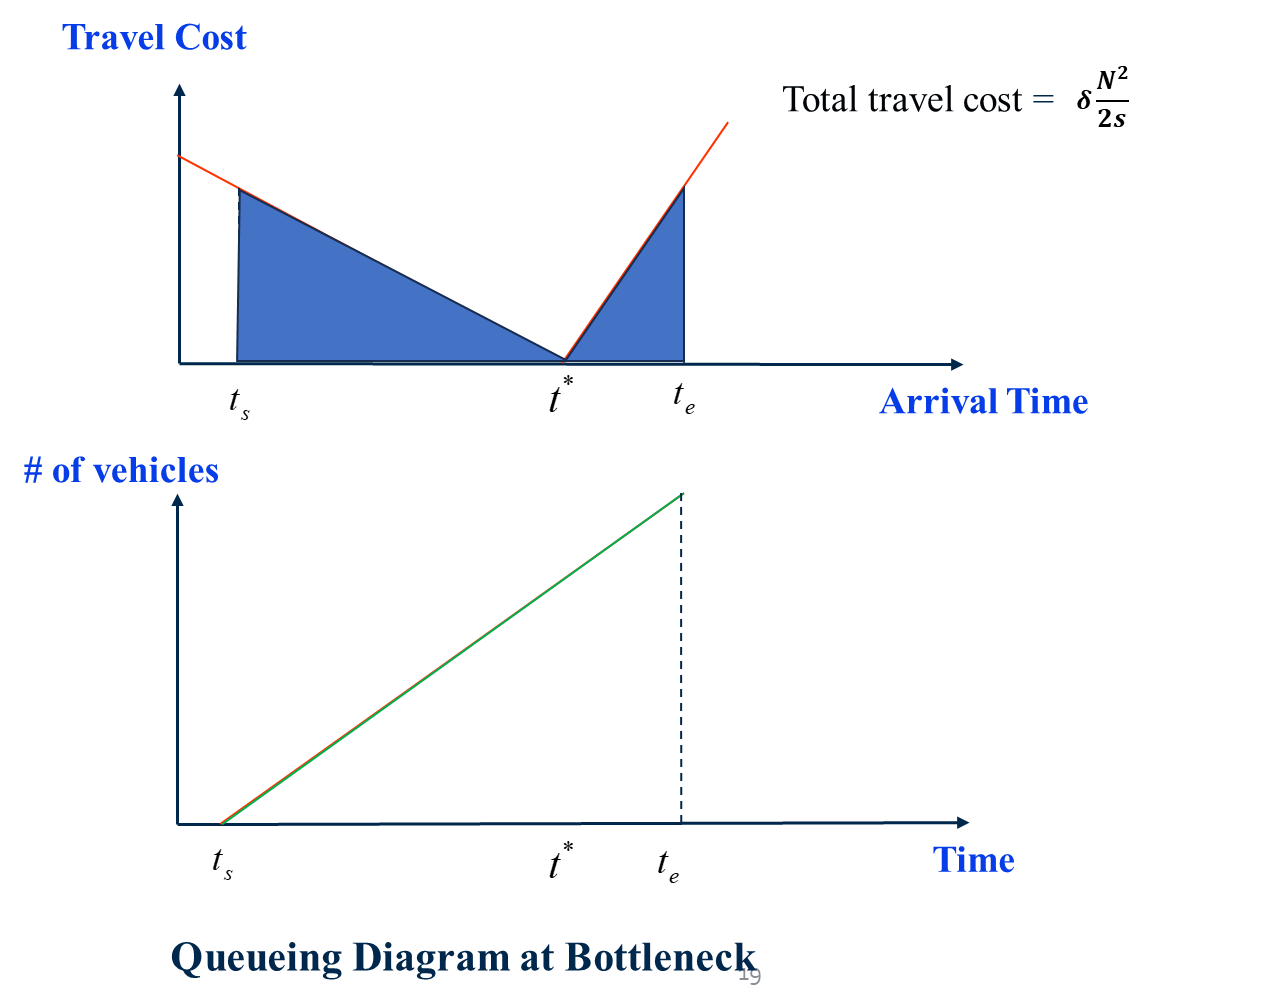 Travel Cost
Total travel cost = δ N²/2s
t_s t* t_e
Arrival Time
# of vehicles
t_s t* t_e
Time
Queueing Diagram at Bottleneck
19